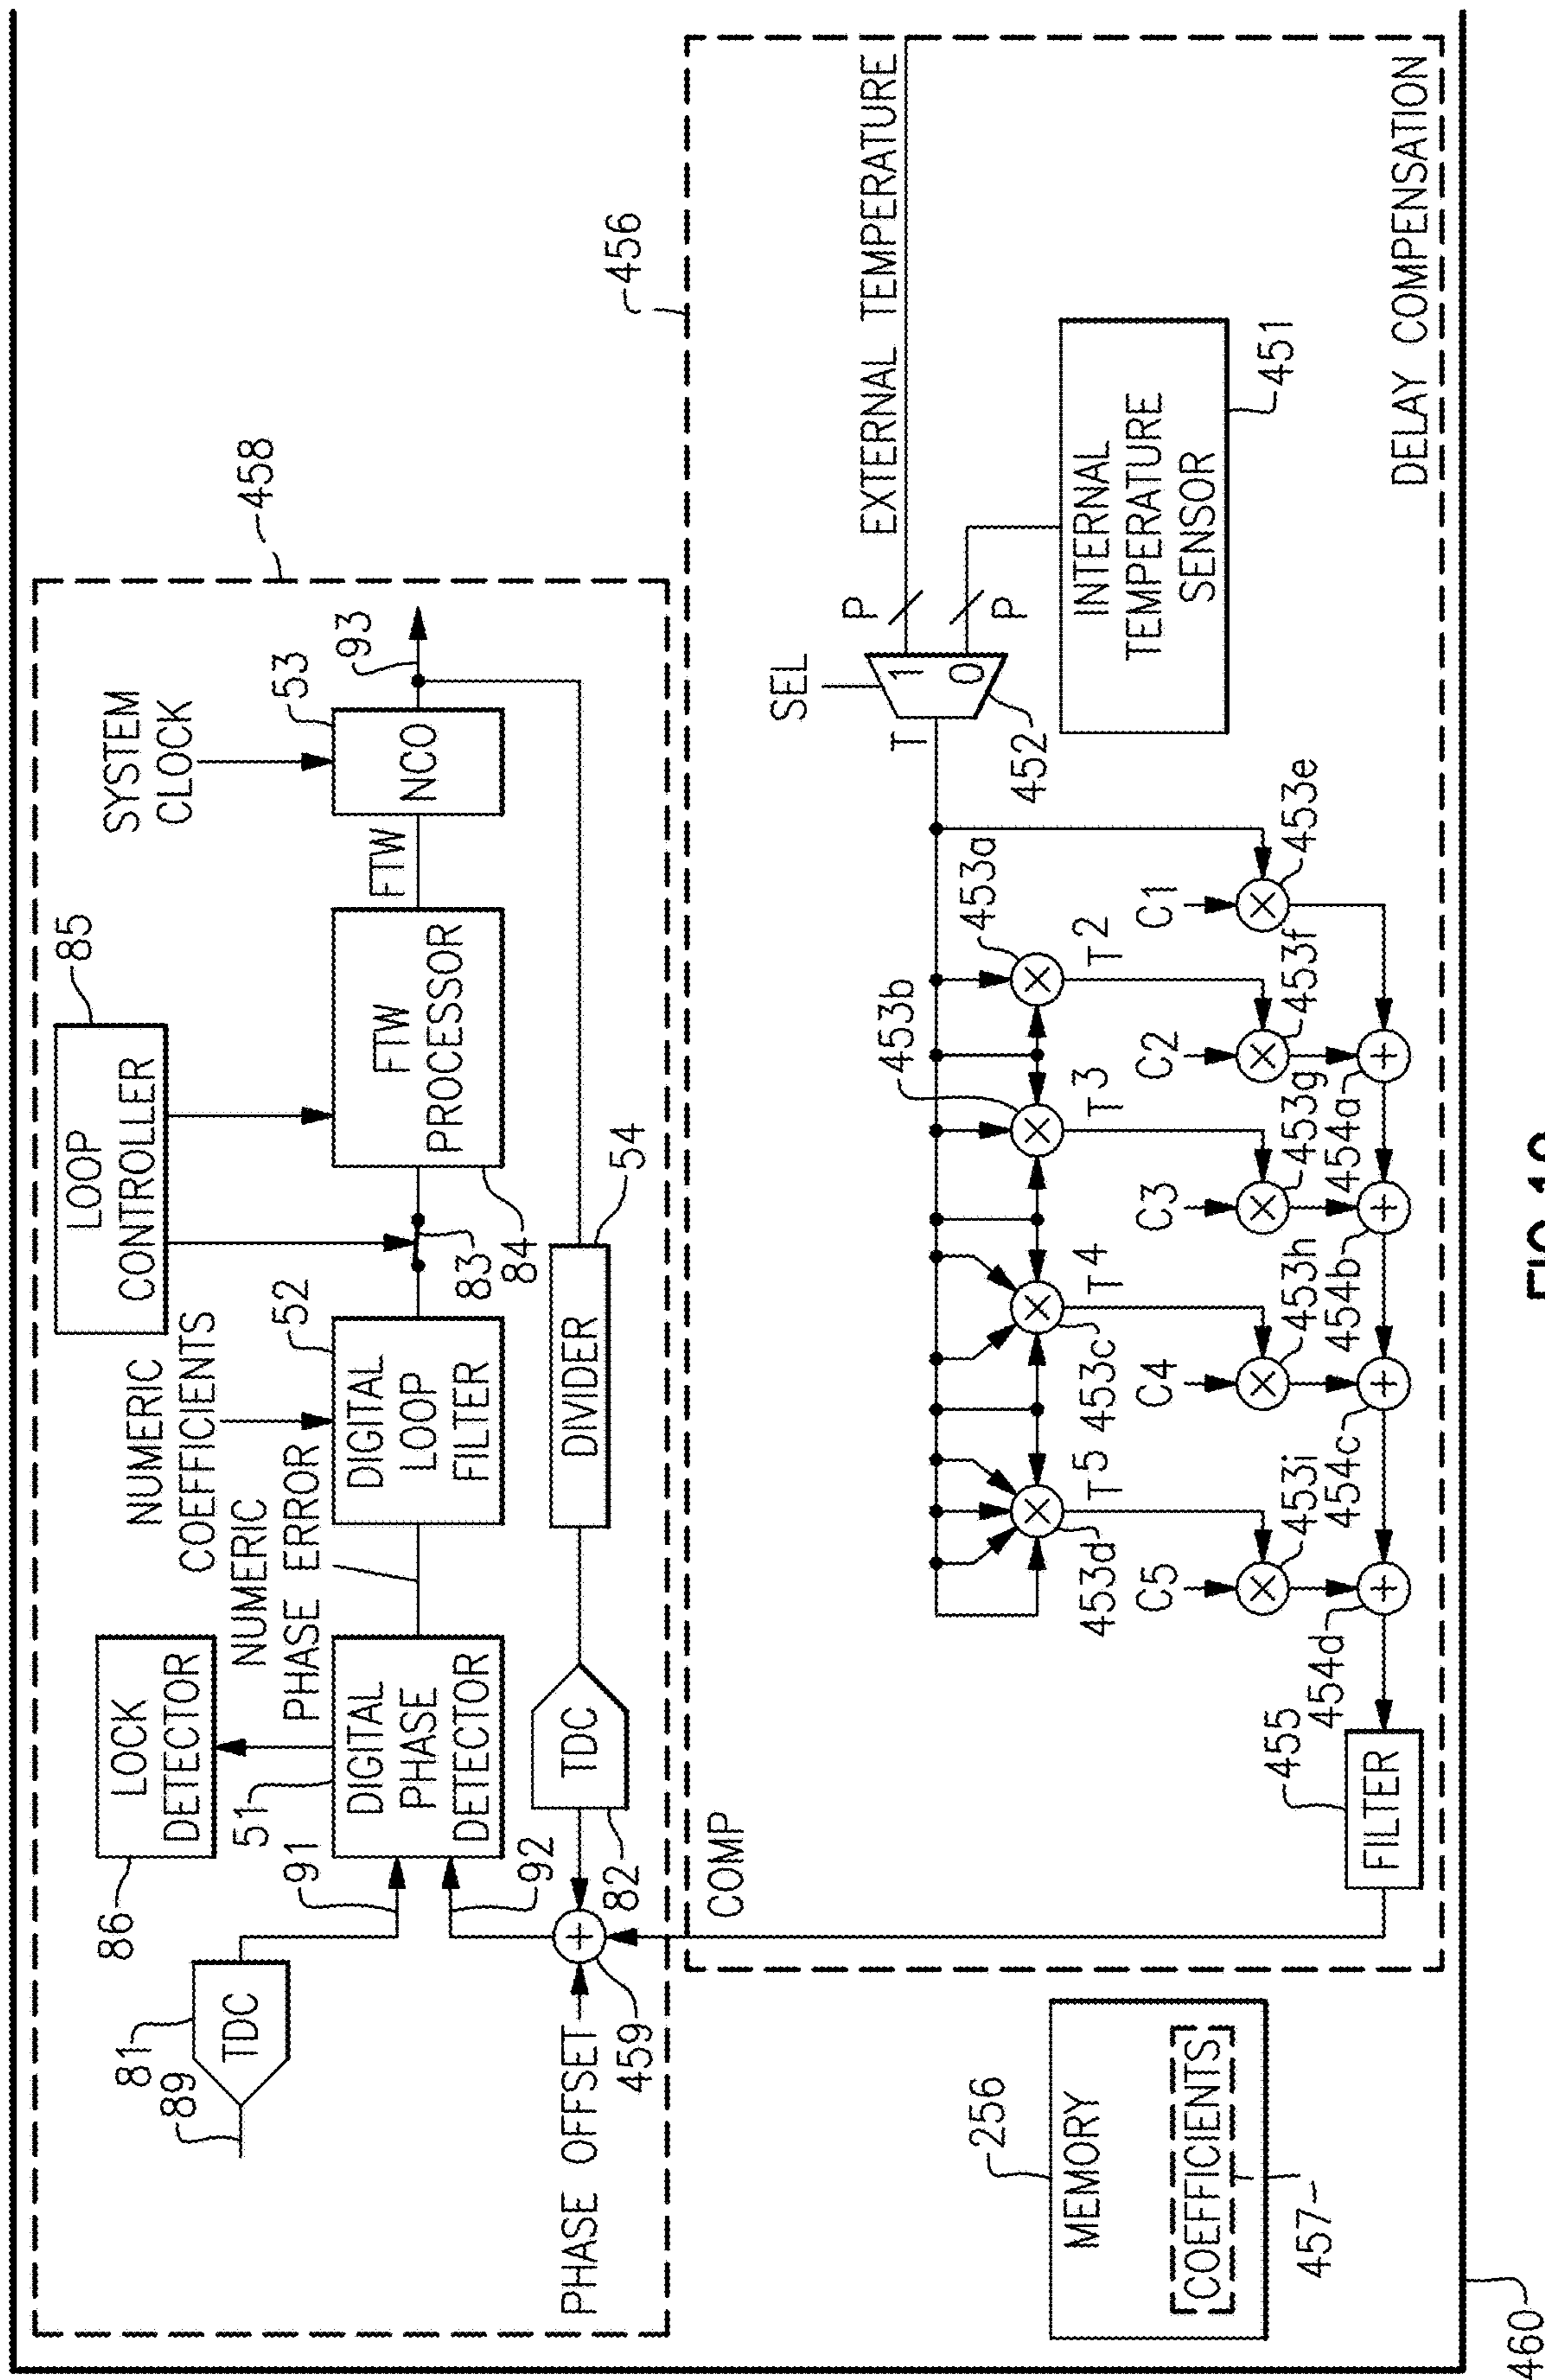 458
LOOP
CONTROLLER
85
SYSTEM
CLOCK
LOCK
DETECTOR
86
NUMERIC
COEFFICIENTS
NUMERIC
PHASE ERROR
81
89
TDC
91
51
DIGITAL
PHASE
DETECTOR
52
DIGITAL
LOOP
FILTER
83
84
FTW
PROCESSOR
FTW
53
NCO
93
92
PHASE OFFSET
459
82
TDC
DIVIDER
54
456
COMP
SEL
EXTERNAL TEMPERATURE
P
P
T
1
0
452
INTERNAL
TEMPERATURE
SENSOR
451
453b
453a
453d
T5
453c
T4
T3
T2
C5
C4
C3
C2
C1
453i
453h
453g
453f
453e
454d
454c
454b
454a
455
FILTER
DELAY COMPENSATION
256
MEMORY
COEFFICIENTS
457
460